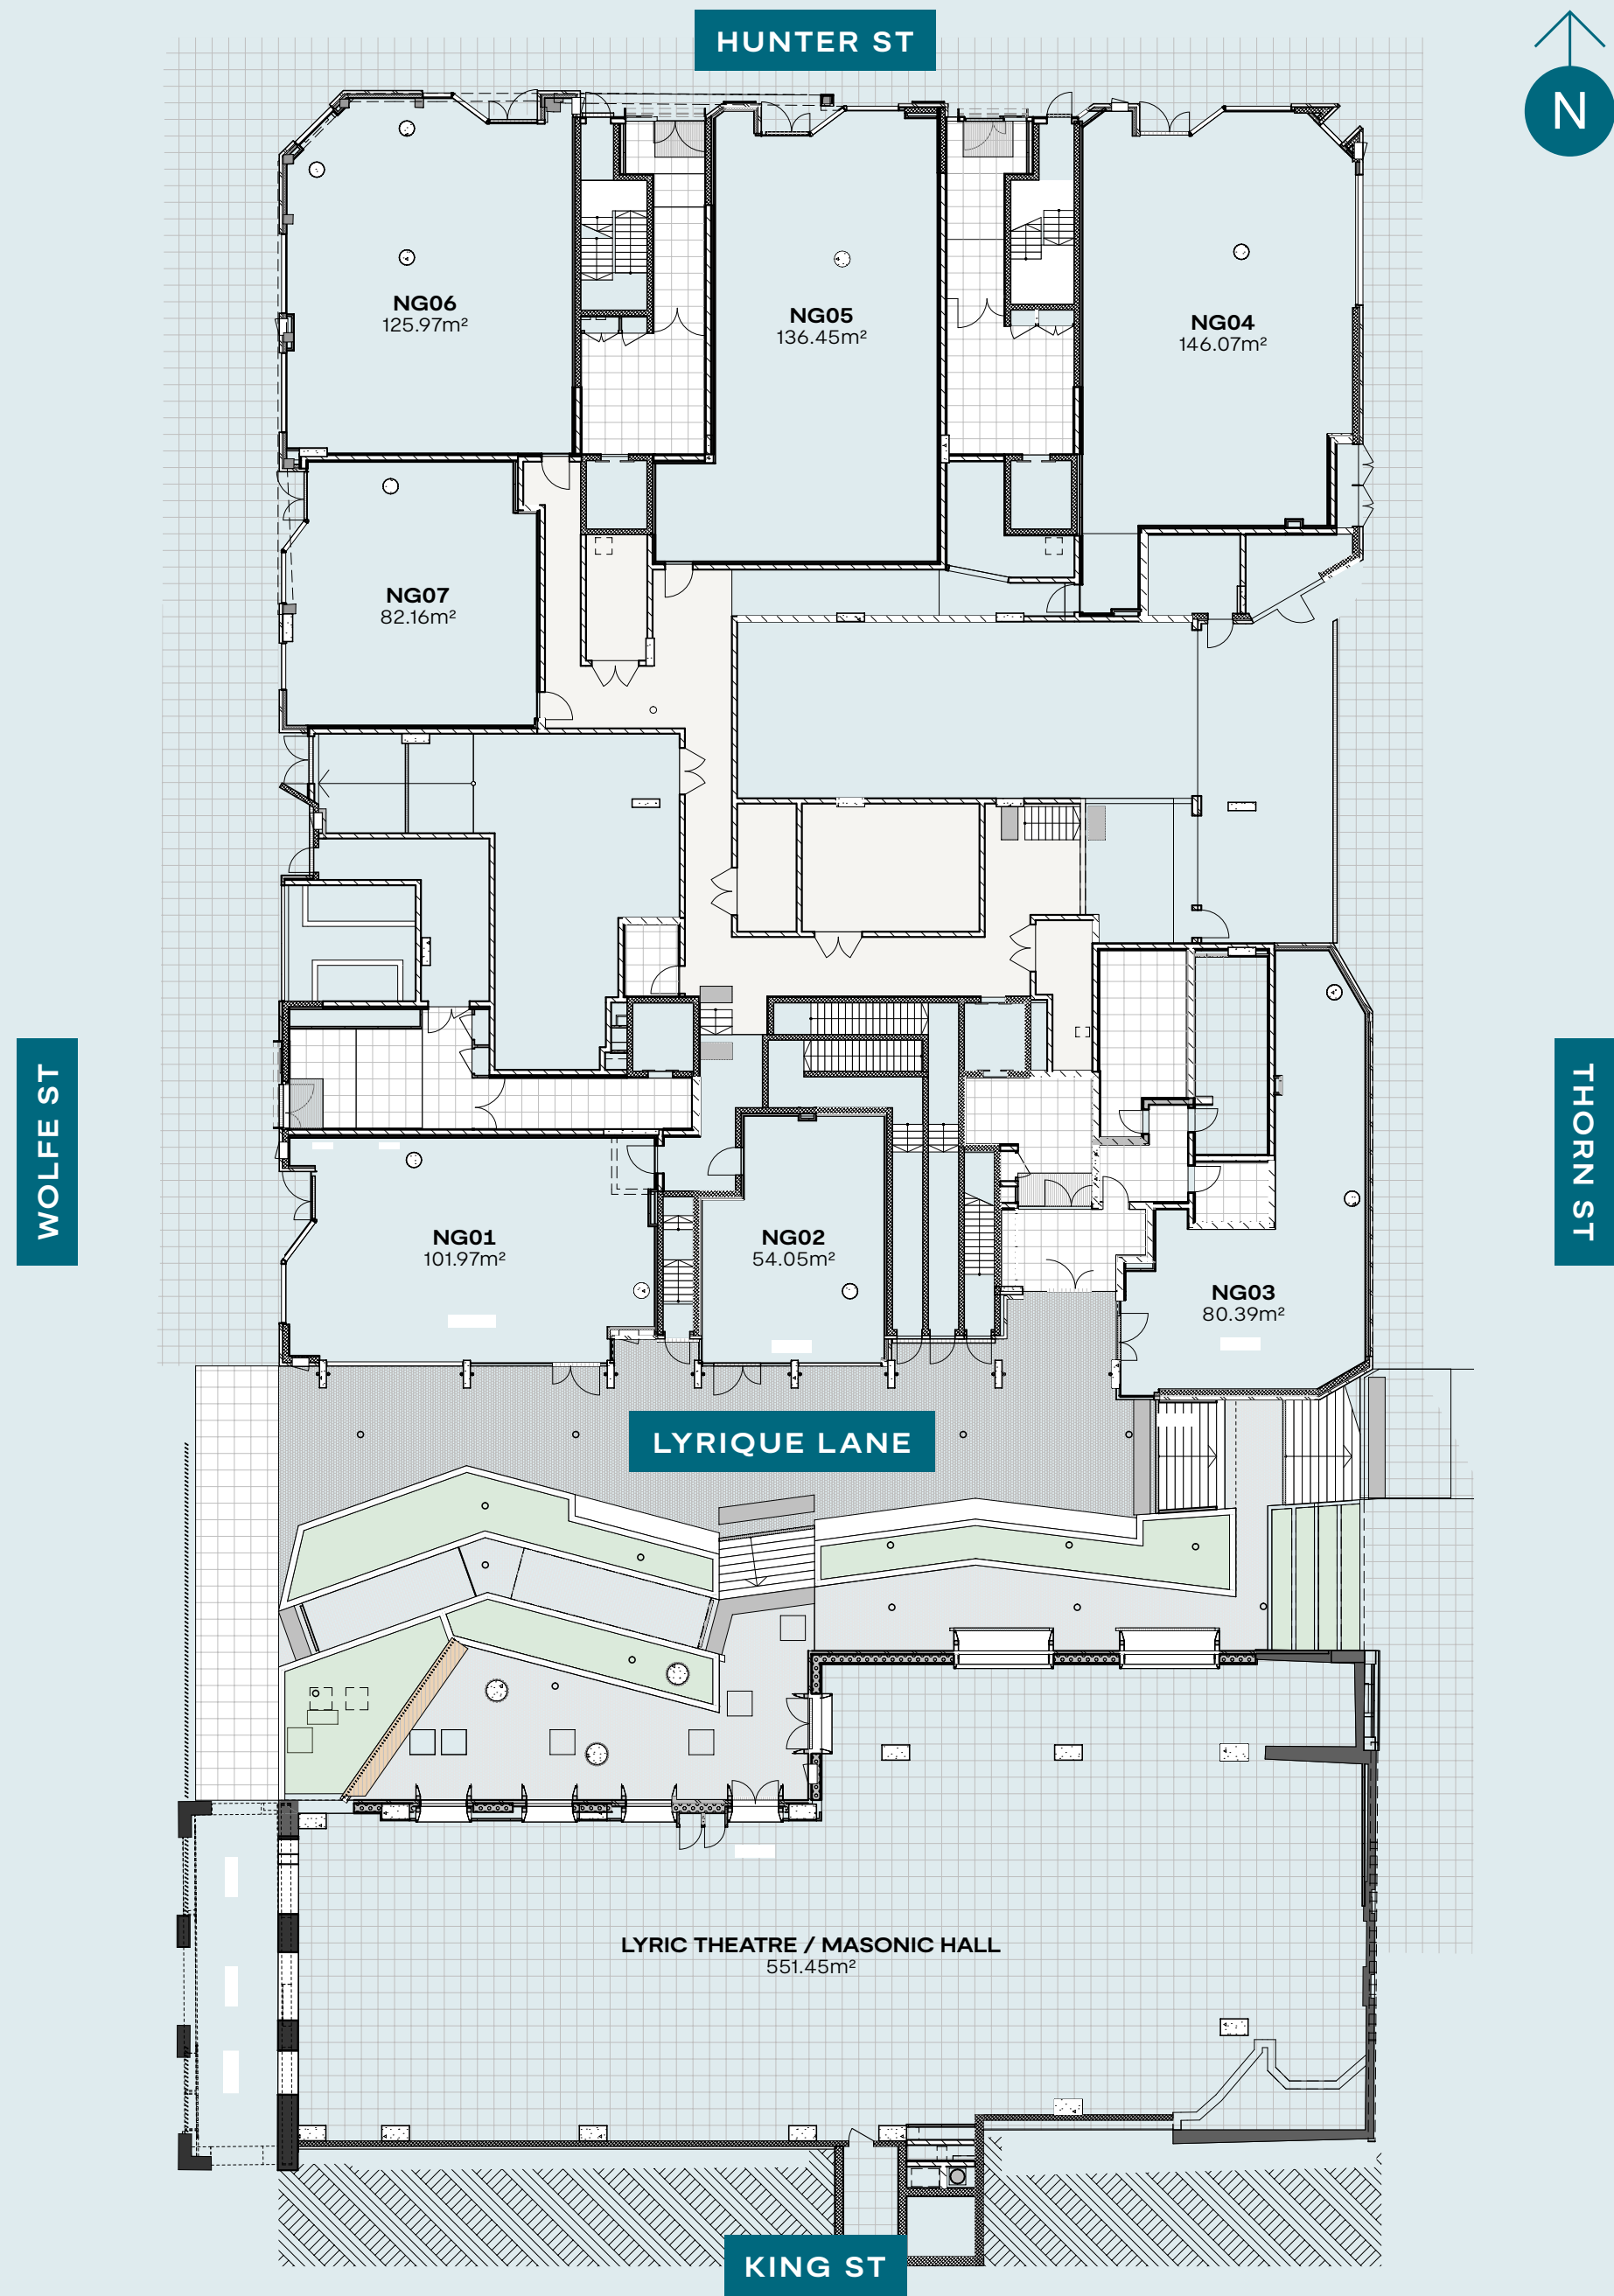 HUNTER ST
N
NG06
125.97m²
NG05
136.45m²
NG04
146.07m²
NG07
82.16m²
WOLFE ST
THORN ST
NG01
101.97m²
NG02
54.05m²
NG03
80.39m²
LYRIQUE LANE
LYRIC THEATRE / MASONIC HALL
551.45m²
KING ST